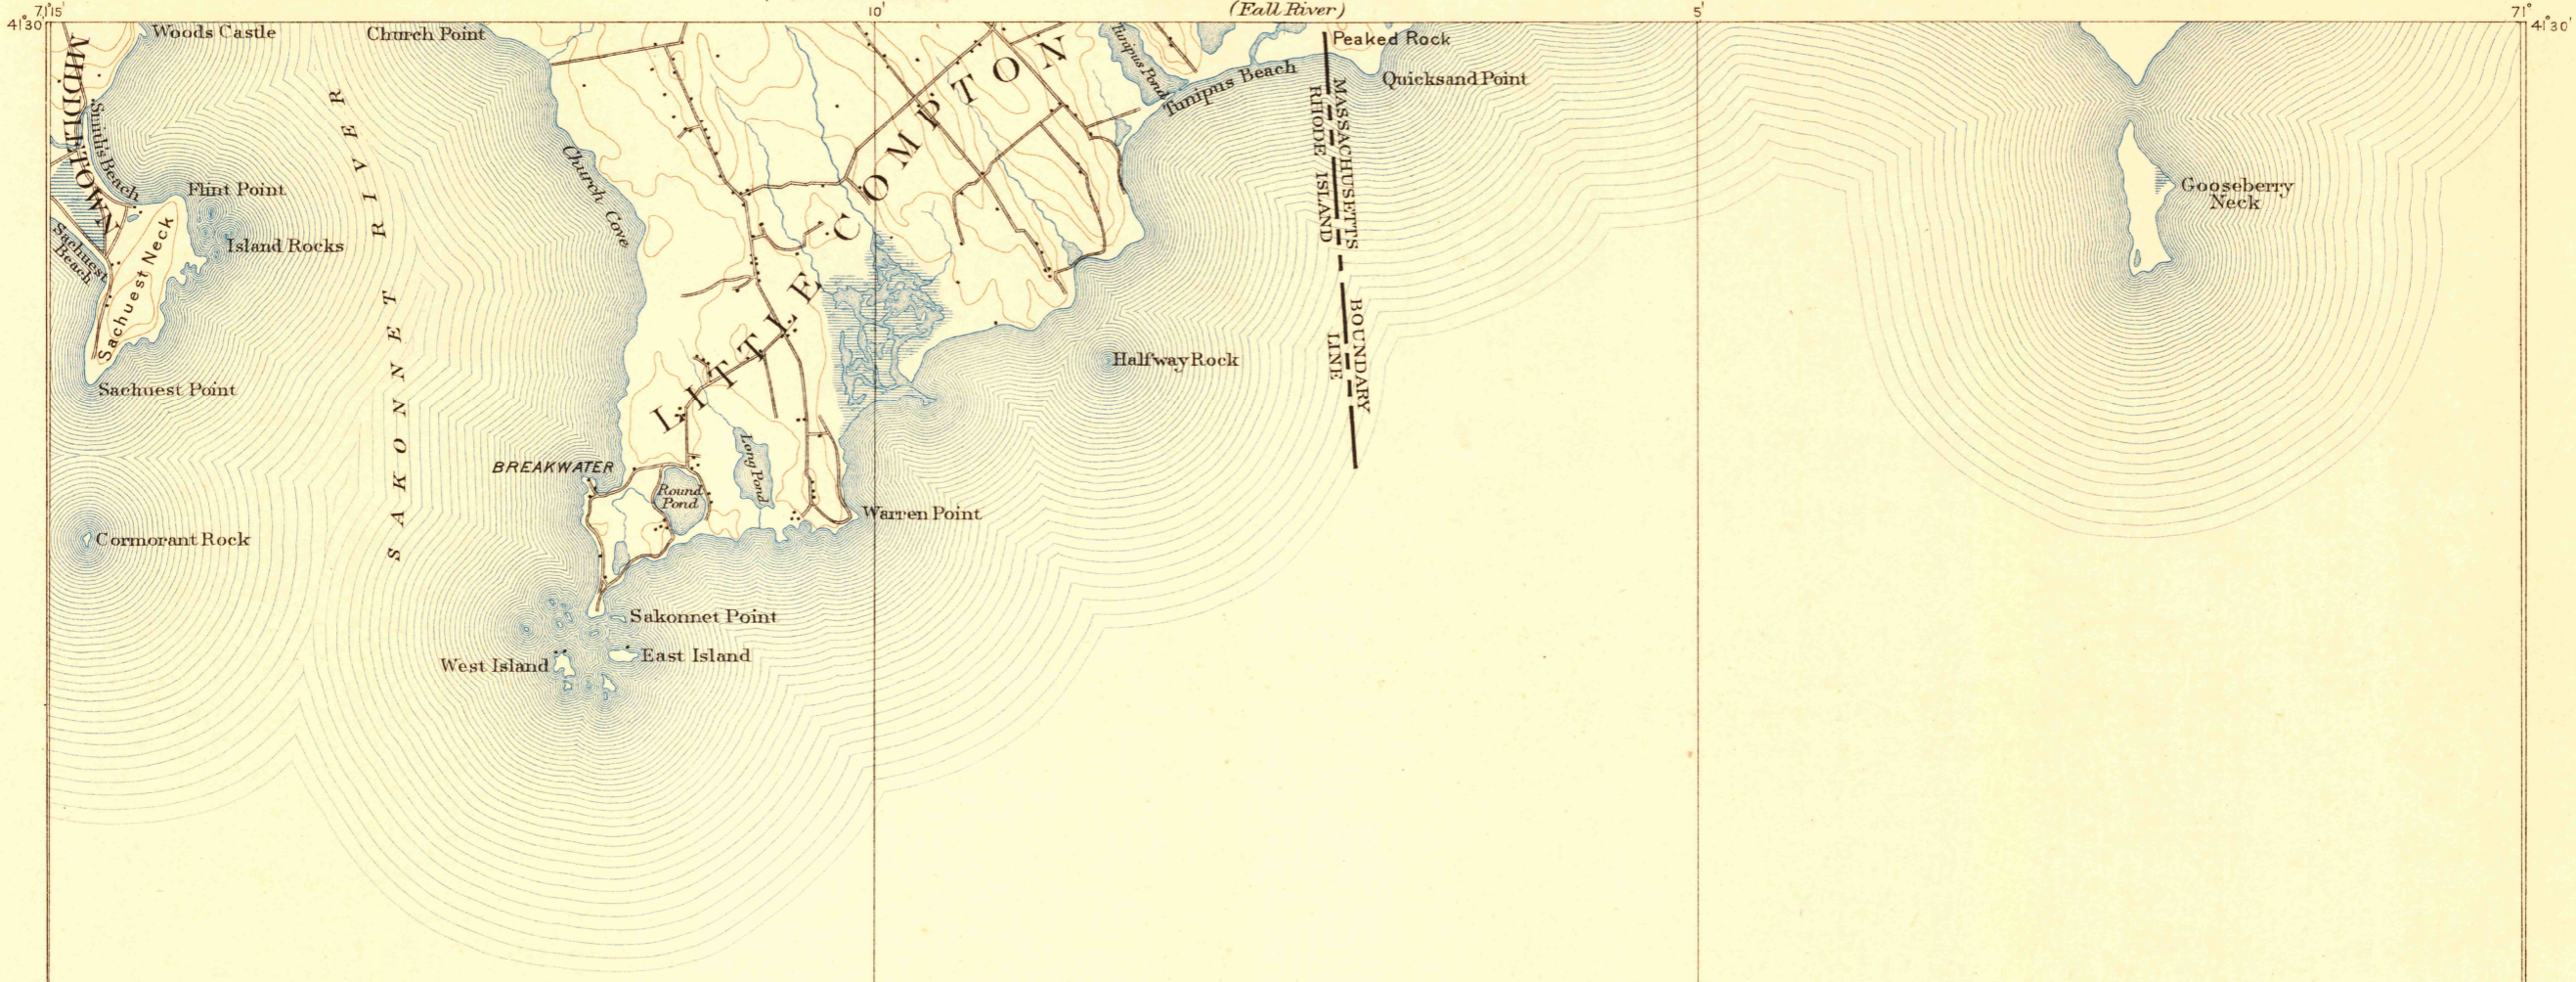 (Fall River)
71°15'
10'
5'
71°
41°30'
41°30'
Woods Castle
Church Point
Peaked Rock
Quicksand Point
Tunipus Pond
Tunipus Beach
MIDDLETOWN
Smiths Beach
Flint Point
Island Rocks
Sachuest Beach
Sachuest Neck
Sachuest Point
SAKONNET RIVER
Church Cove
LITTLE COMPTON
MASSACHUSETTS
RHODE ISLAND
BOUNDARY
LINE
Gooseberry
Neck
Halfway Rock
BREAKWATER
Round
Pond
Long Pond
Warren Point
Cormorant Rock
Sakonnet Point
West Island
East Island